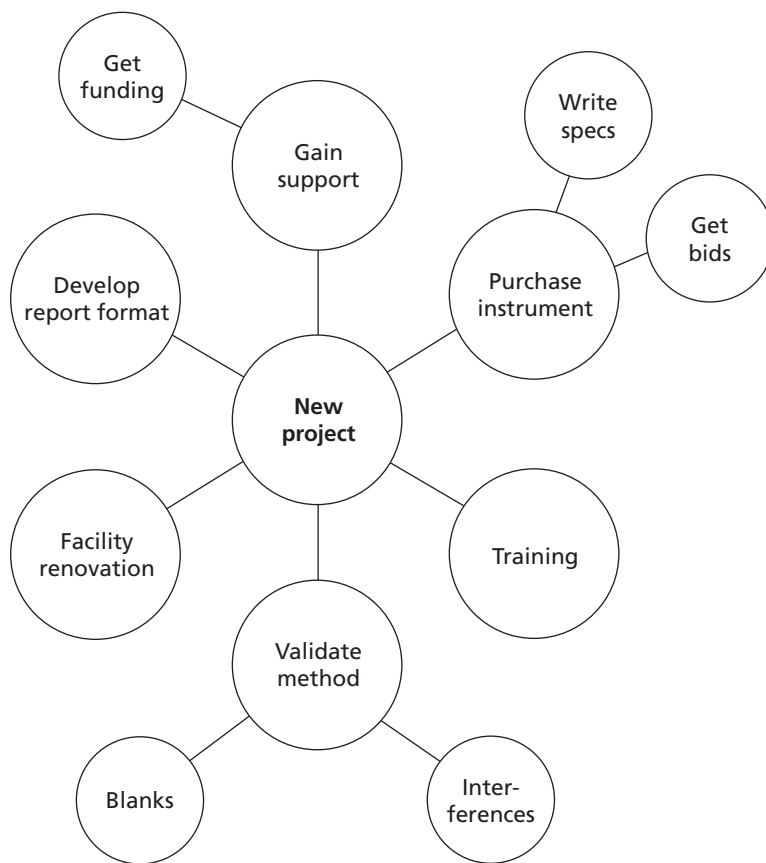 Get
funding
Gain
support
Write
specs
Get
bids
Purchase
instrument
Develop
report format
New
project
Facility
renovation
Training
Validate
method
Blanks
Inter-
ferences